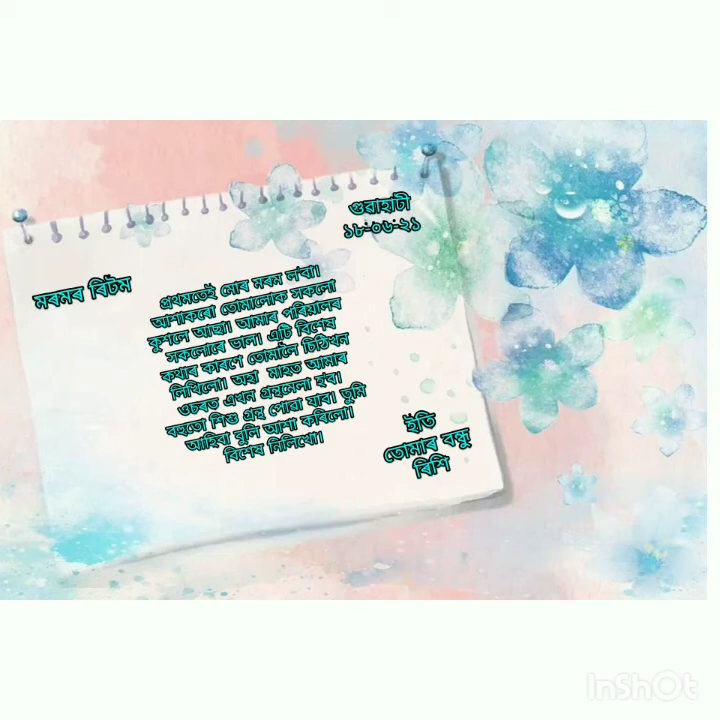 গুৱাহাটী
১৮-০৬-২১
মৰমৰ ৰিটম
প্ৰথমতেই মোৰ মৰম ল'বা।
আশাকৰো তোমালোক সকলো
কুশলে আছা। আমাৰ পৰিয়ালৰ
সকলোৰে ভাল। এটি বিশেষ
কথাৰ কাৰণে তোমালৈ চিঠিখন
লিখিলো। অহা মাহত আমাৰ
ওচৰত এখন গ্ৰন্থমেলা হ'ব।
বহুতো শিশু গ্ৰন্থ পোৱা যাব। তুমি
আহিবা বুলি আশা কৰিলো।
বিশেষ নিলিখো।
ইতি
তোমাৰ বন্ধু
ৰিশি
InShOt